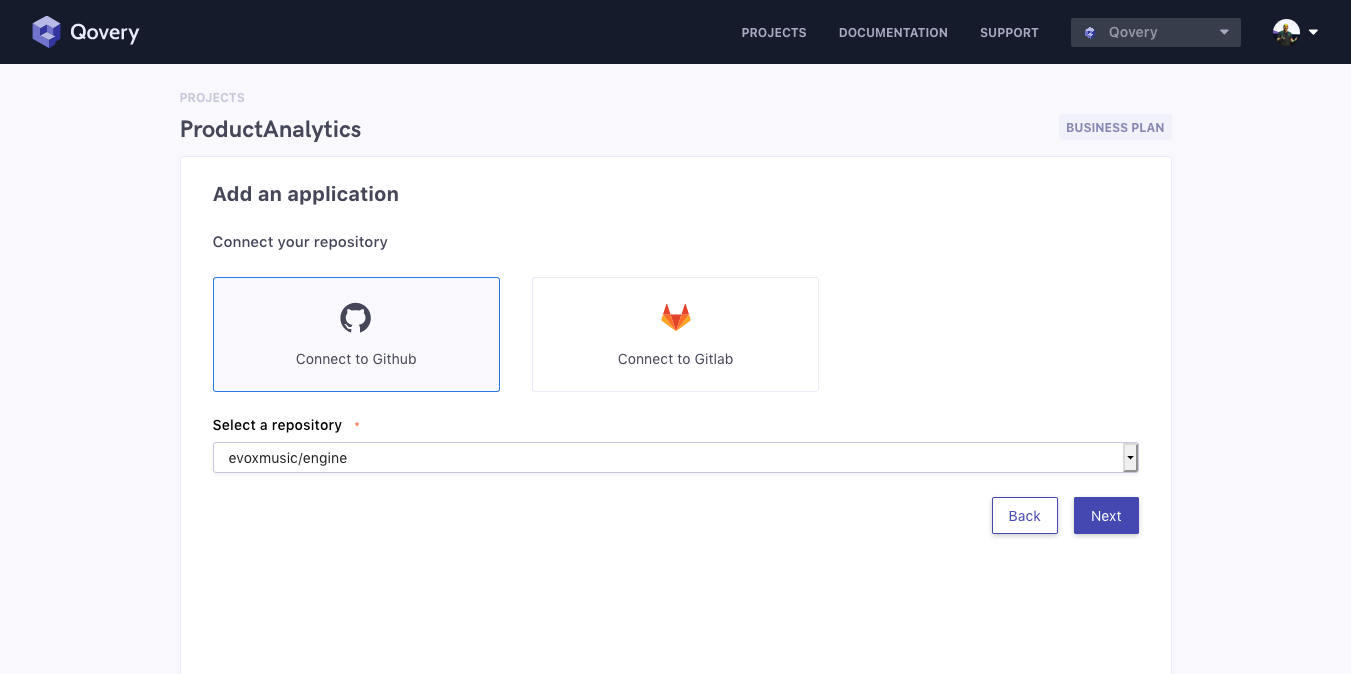 Qovery
PROJECTS
DOCUMENTATION
SUPPORT
Qovery
PROJECTS
ProductAnalytics
BUSINESS PLAN
Add an application
Connect your repository
Connect to Github
Connect to Gitlab
Select a repository *
evoxmusic/engine
Back
Next